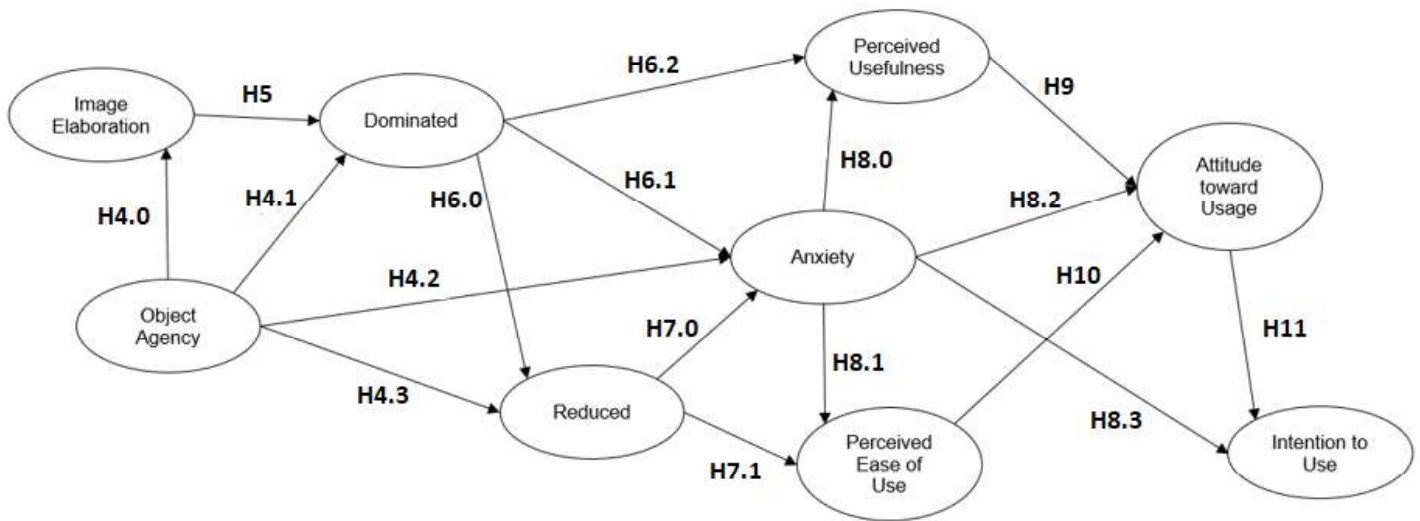 Perceived
Usefulness
H6.2
H9
H5
Image
Elaboration
Dominated
H8.0
Attitude
toward
Usage
H4.1
H6.1
H6.0
H8.2
H4.0
Anxiety
H4.2
H10
Object
Agency
H7.0
H11
H8.1
H4.3
Reduced
H8.3
Perceived
Ease of
Use
Intention to
Use
H7.1